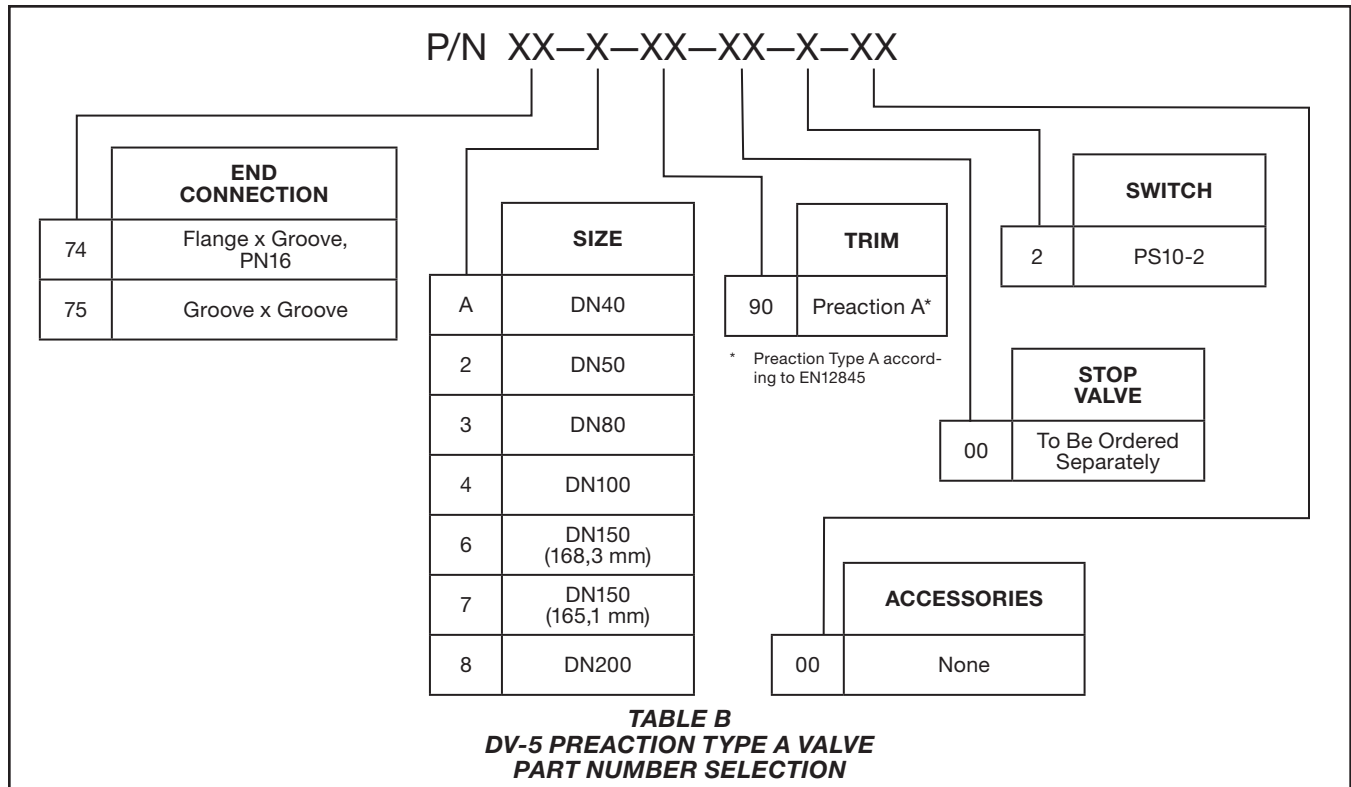 P/N XX—X—XX—XX—X—XX
END
CONNECTION
74
Flange x Groove,
PN16
75
Groove x Groove
SIZE
A
DN40
2
DN50
3
DN80
4
DN100
6
DN150
(168,3 mm)
7
DN150
(165,1 mm)
8
DN200
TRIM
90
Preaction A*
* Preaction Type A accord-
ing to EN12845
SWITCH
2
PS10-2
STOP
VALVE
00
To Be Ordered
Separately
ACCESSORIES
00
None
TABLE B
DV-5 PREACTION TYPE A VALVE
PART NUMBER SELECTION